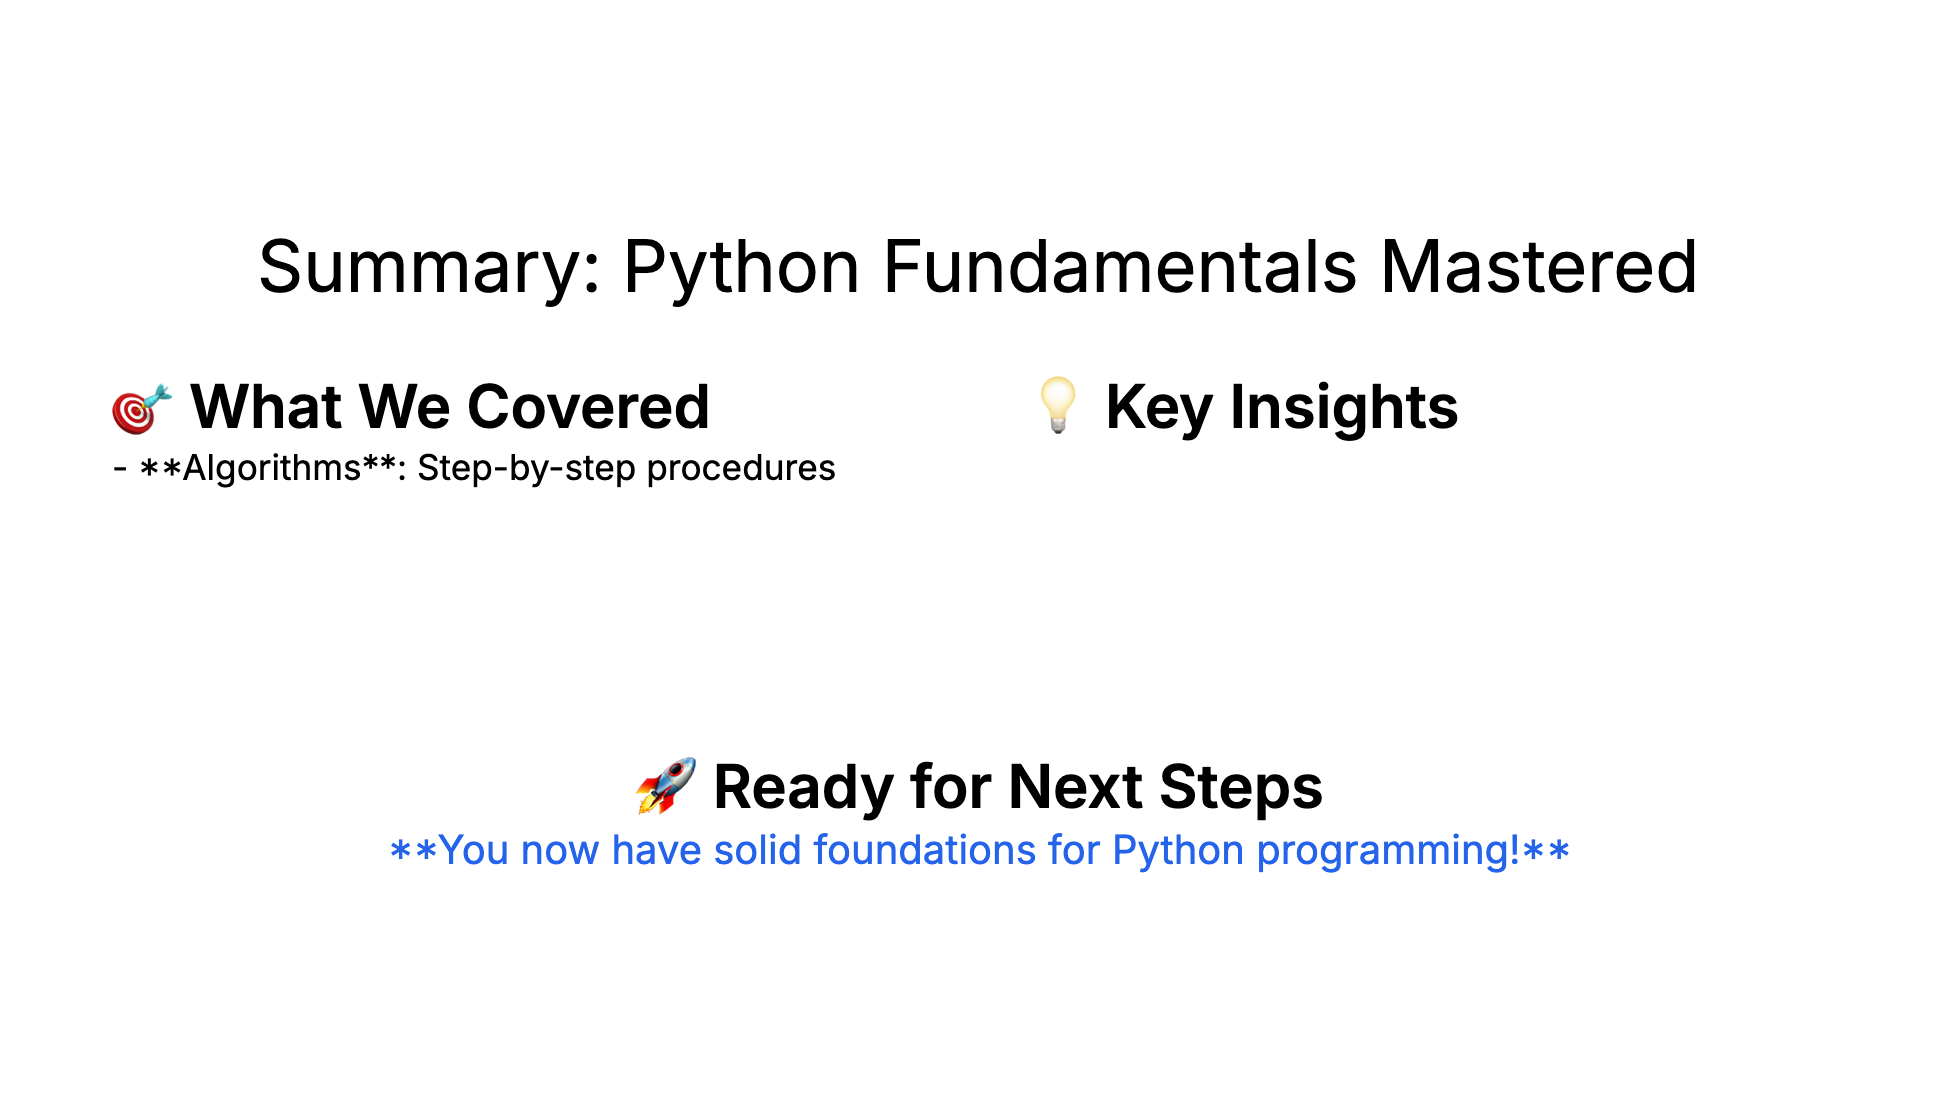 Summary: Python Fundamentals Mastered
🎯 What We Covered
- **Algorithms**: Step-by-step procedures
💡 Key Insights
🚀 Ready for Next Steps
**You now have solid foundations for Python programming!**